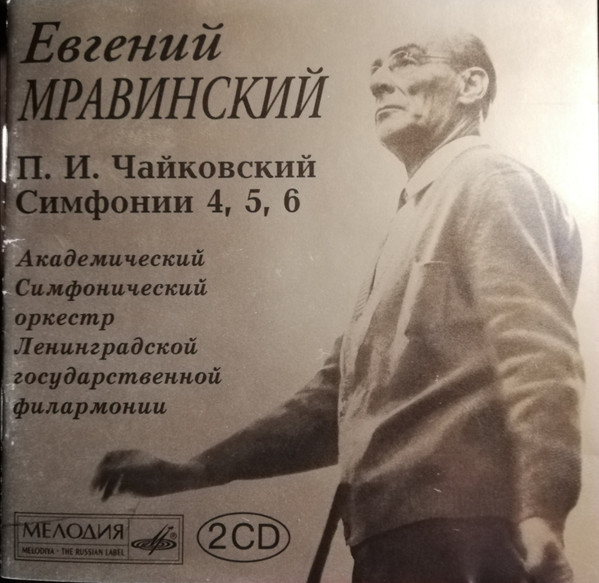 Евгений
МРАВИНСКИЙ
П. И. Чайковский
Симфонии 4, 5, 6
Академический
Симфонический
оркестр
Ленинградской
государственной
филармонии
МЕЛОДИЯ
MELODIYA - THE RUSSIAN LABEL
2CD